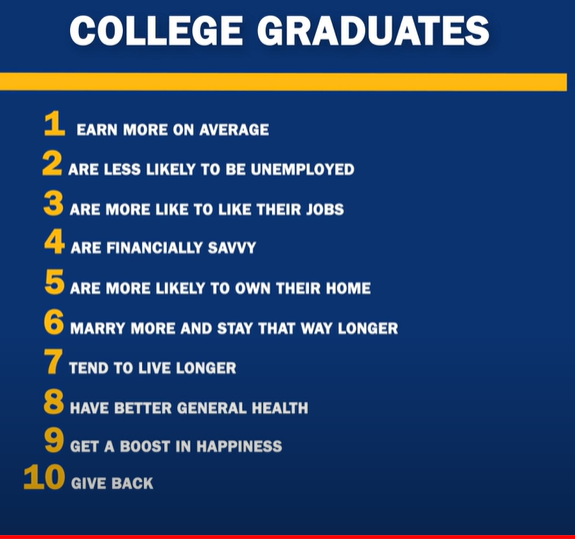 COLLEGE GRADUATES
1 EARN MORE ON AVERAGE
2 ARE LESS LIKELY TO BE UNEMPLOYED
3 ARE MORE LIKE TO LIKE THEIR JOBS
4 ARE FINANCIALLY SAVVY
5 ARE MORE LIKELY TO OWN THEIR HOME
6 MARRY MORE AND STAY THAT WAY LONGER
7 TEND TO LIVE LONGER
8 HAVE BETTER GENERAL HEALTH
9 GET A BOOST IN HAPPINESS
10 GIVE BACK